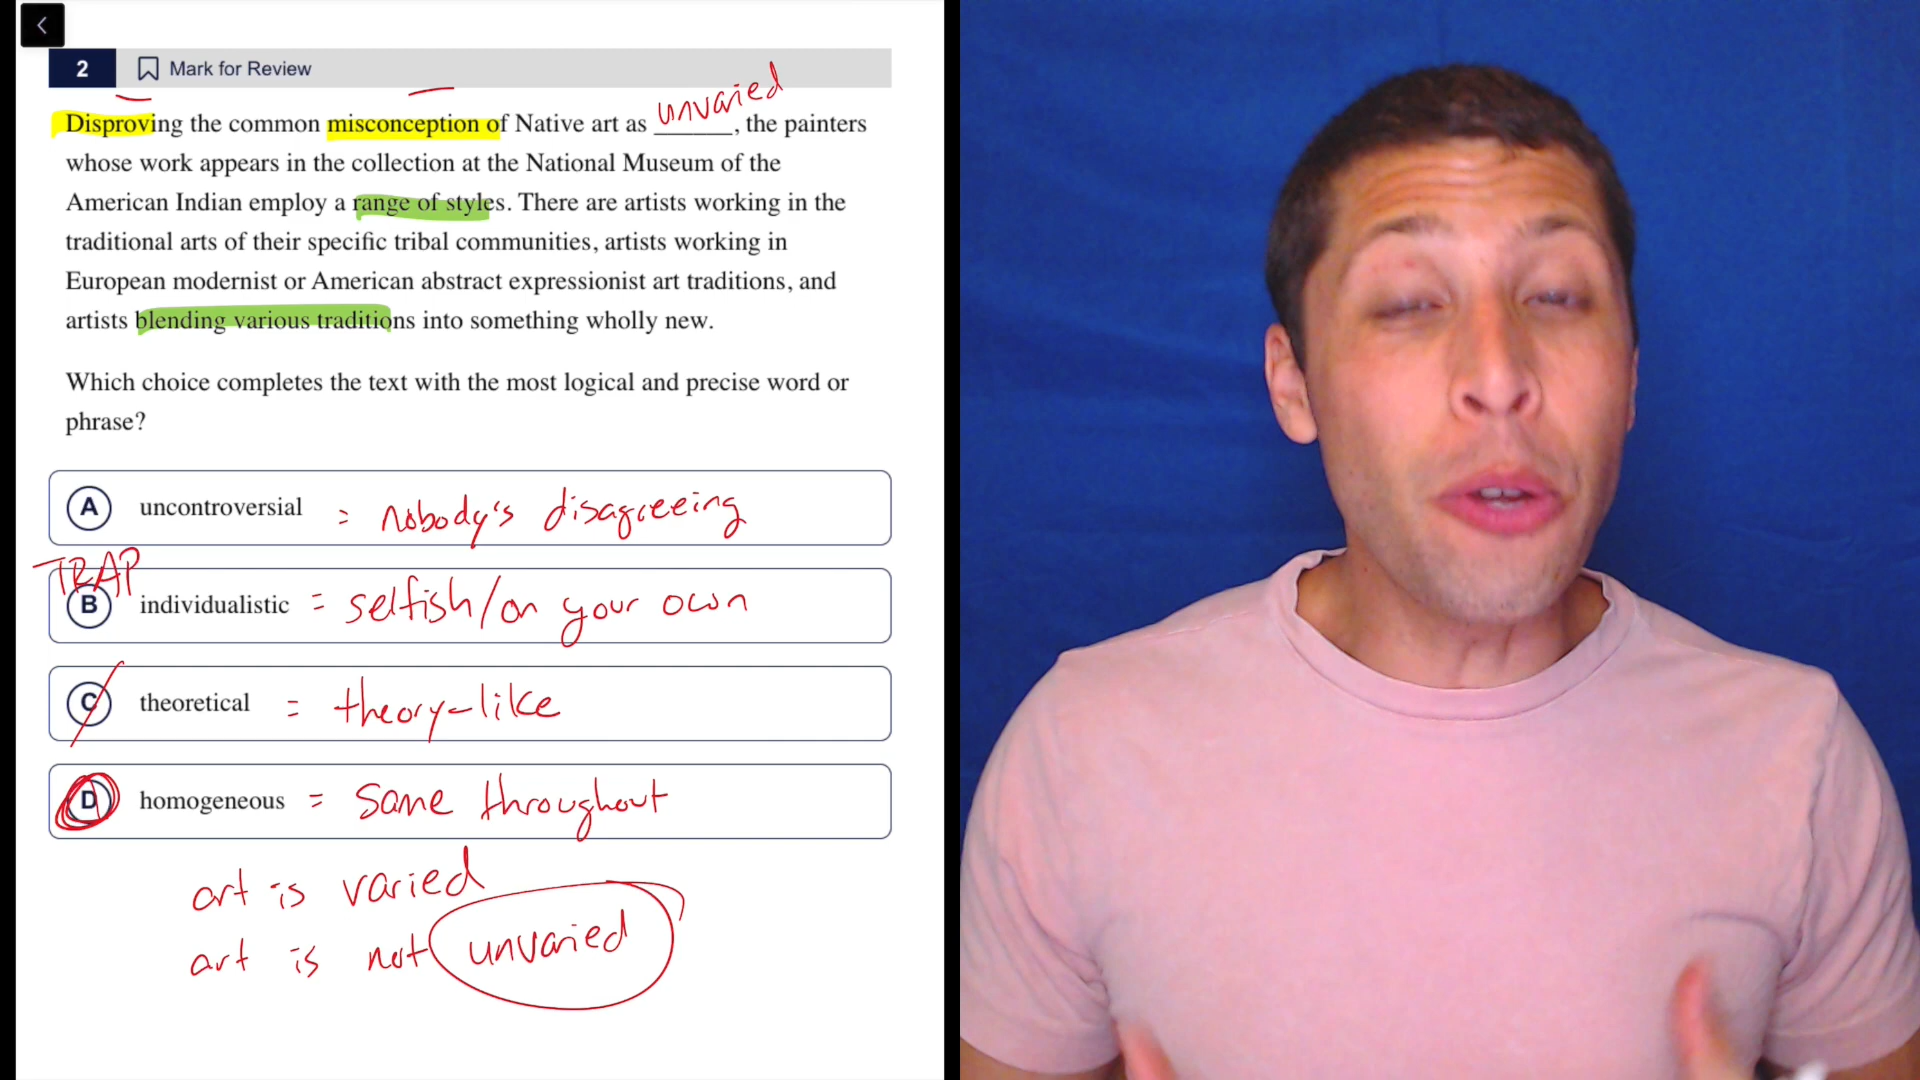 2 Mark for Review
unvaried
Disproving the common misconception of Native art as ______, the painters
whose work appears in the collection at the National Museum of the
American Indian employ a range of styles. There are artists working in the
traditional arts of their specific tribal communities, artists working in
European modernist or American abstract expressionist art traditions, and
artists blending various traditions into something wholly new.
Which choice completes the text with the most logical and precise word or
phrase?
A uncontroversial = nobody's disagreeing
TRAP
B individualistic = selfish/on your own
C theoretical = theory-like
D homogeneous = same throughout
art is varied
art is not unvaried